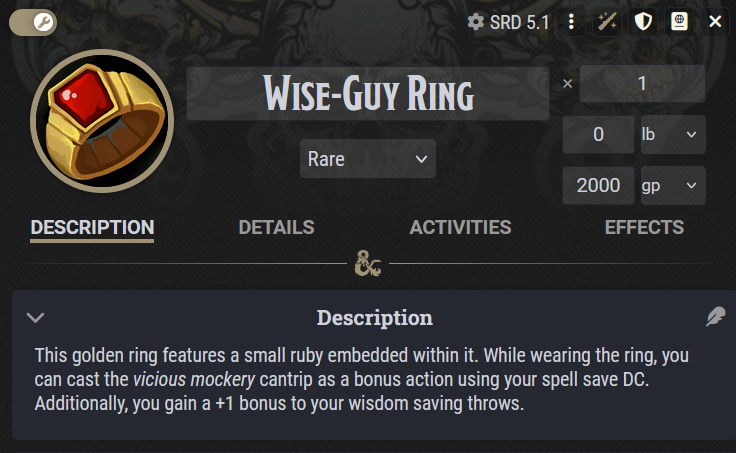 SRD 5.1
Wise-Guy Ring
× 1
Rare
0 lb
2000 gp
DESCRIPTION DETAILS ACTIVITIES EFFECTS
&
Description
This golden ring features a small ruby embedded within it. While wearing the ring, you
can cast the vicious mockery cantrip as a bonus action using your spell save DC.
Additionally, you gain a +1 bonus to your wisdom saving throws.